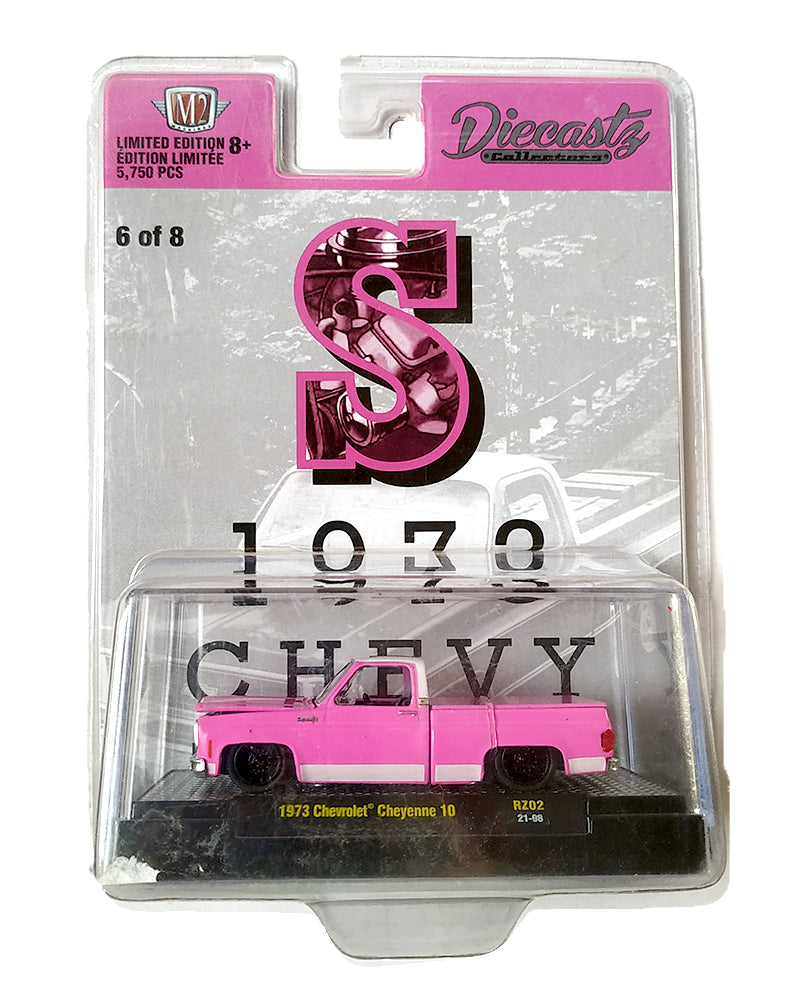 M2
MACHINES
LIMITED EDITION 8+
ÉDITION LIMITÉE
5,750 PCS
Diecastz
Collectors
6 of 8
S
1973
CHEVY
1973 Chevrolet® Cheyenne 10
RZ02
21-98